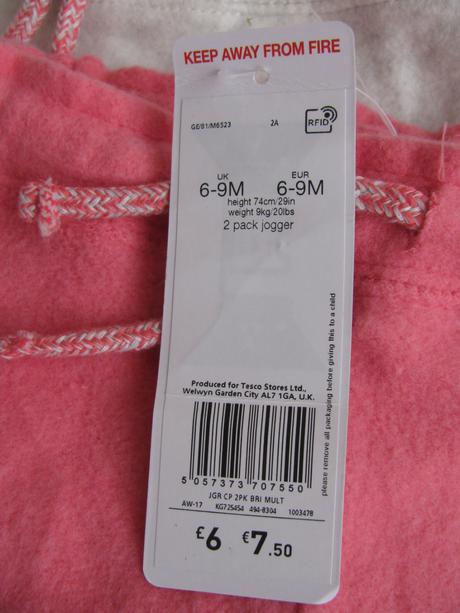 KEEP AWAY FROM FIRE
GE/81/M6523 2A RFID
UK EUR
6-9M 6-9M
height 74cm/29in
weight 9kg/20lbs
2 pack jogger
please remove all packaging before giving this to a child
Produced for Tesco Stores Ltd.,
Welwyn Garden City AL7 1GA, U.K.
5 057373 707550
JGR CP 2PK BRI MULT
AW-17 KG725454 494-8304 1003478
£6 €7.50